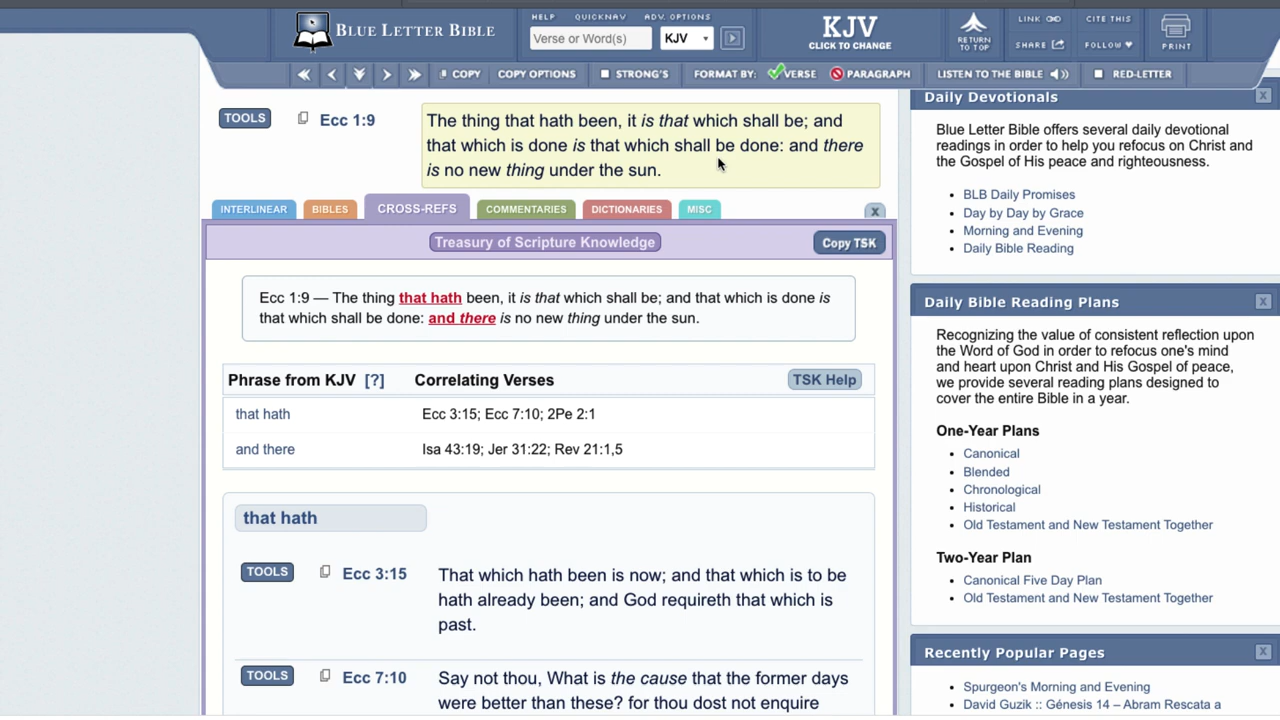 HELP QUICKNAV ADV. OPTIONS
BLUE LETTER BIBLE
Verse or Word(s) KJV
KJV
CLICK TO CHANGE
RETURN
TO TOP
LINK
SHARE
CITE THIS
FOLLOW
PRINT
COPY COPY OPTIONS STRONG'S FORMAT BY: VERSE PARAGRAPH LISTEN TO THE BIBLE RED-LETTER
TOOLS Ecc 1:9
The thing that hath been, it is that which shall be; and
that which is done is that which shall be done: and there
is no new thing under the sun.
INTERLINEAR BIBLES CROSS-REFS COMMENTARIES DICTIONARIES MISC X
Treasury of Scripture Knowledge Copy TSK
Ecc 1:9 — The thing that hath been, it is that which shall be; and that which is done is
that which shall be done: and there is no new thing under the sun.
Phrase from KJV [?] Correlating Verses TSK Help
that hath Ecc 3:15; Ecc 7:10; 2Pe 2:1
and there Isa 43:19; Jer 31:22; Rev 21:1,5
that hath
TOOLS Ecc 3:15
That which hath been is now; and that which is to be
hath already been; and God requireth that which is
past.
TOOLS Ecc 7:10
Say not thou, What is the cause that the former days
were better than these? for thou dost not enquire
Daily Devotionals X
Blue Letter Bible offers several daily devotional
readings in order to help you refocus on Christ and
the Gospel of His peace and righteousness.
BLB Daily Promises
Day by Day by Grace
Morning and Evening
Daily Bible Reading
Daily Bible Reading Plans X
Recognizing the value of consistent reflection upon
the Word of God in order to refocus one's mind
and heart upon Christ and His Gospel of peace,
we provide several reading plans designed to
cover the entire Bible in a year.
One-Year Plans
Canonical
Blended
Chronological
Historical
Old Testament and New Testament Together
Two-Year Plan
Canonical Five Day Plan
Old Testament and New Testament Together
Recently Popular Pages X
Spurgeon's Morning and Evening
David Guzik :: Génesis 14 – Abram Rescata a